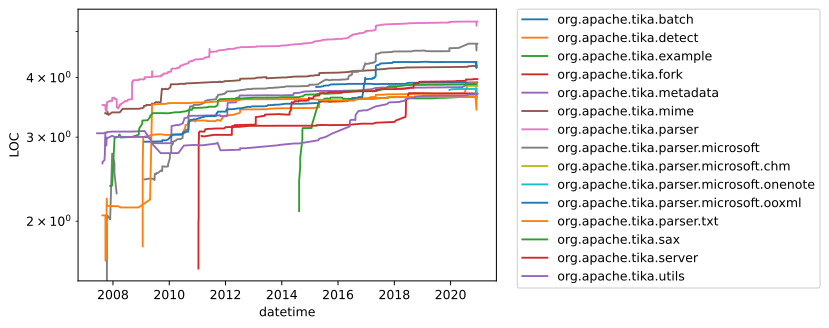 LOC
4 × 10⁰
3 × 10⁰
2 × 10⁰
2008 2010 2012 2014 2016 2018 2020
datetime
org.apache.tika.batch
org.apache.tika.detect
org.apache.tika.example
org.apache.tika.fork
org.apache.tika.metadata
org.apache.tika.mime
org.apache.tika.parser
org.apache.tika.parser.microsoft
org.apache.tika.parser.microsoft.chm
org.apache.tika.parser.microsoft.onenote
org.apache.tika.parser.microsoft.ooxml
org.apache.tika.parser.txt
org.apache.tika.sax
org.apache.tika.server
org.apache.tika.utils